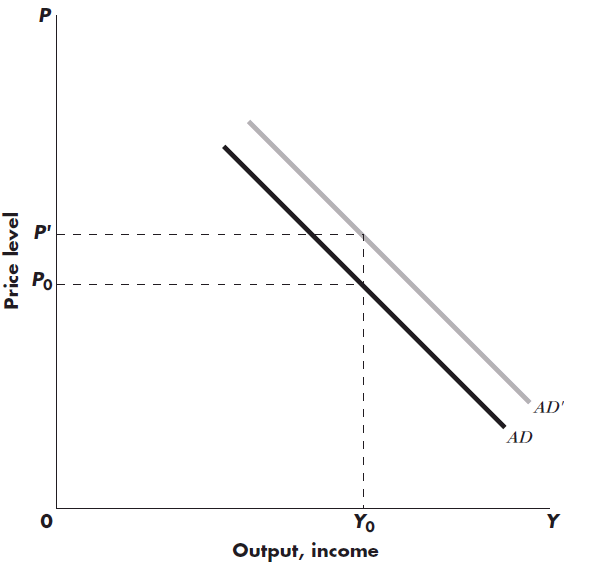 P
Price level
P'
P0
AD'
AD
0
Y0
Y
Output, income